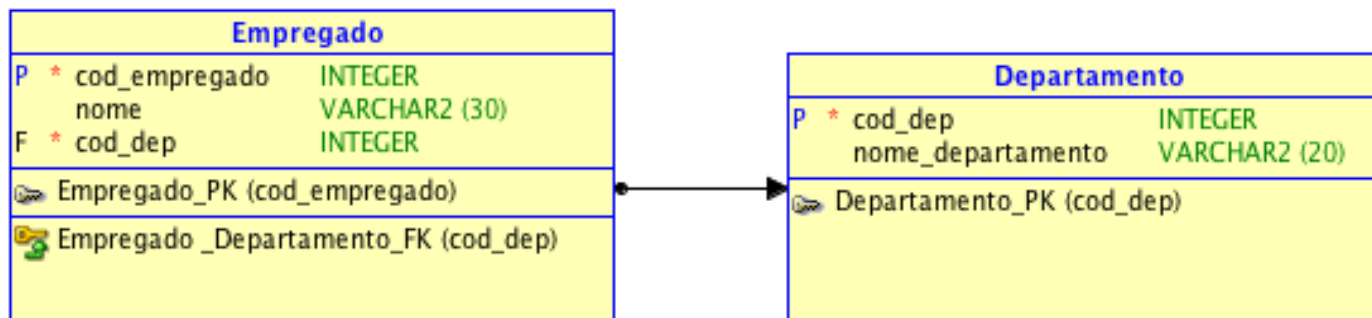 Empregado
P * cod_empregado INTEGER
nome VARCHAR2 (30)
F * cod_dep INTEGER
Empregado_PK (cod_empregado)
Empregado _Departamento_FK (cod_dep)
Departamento
P * cod_dep INTEGER
nome_departamento VARCHAR2 (20)
Departamento_PK (cod_dep)